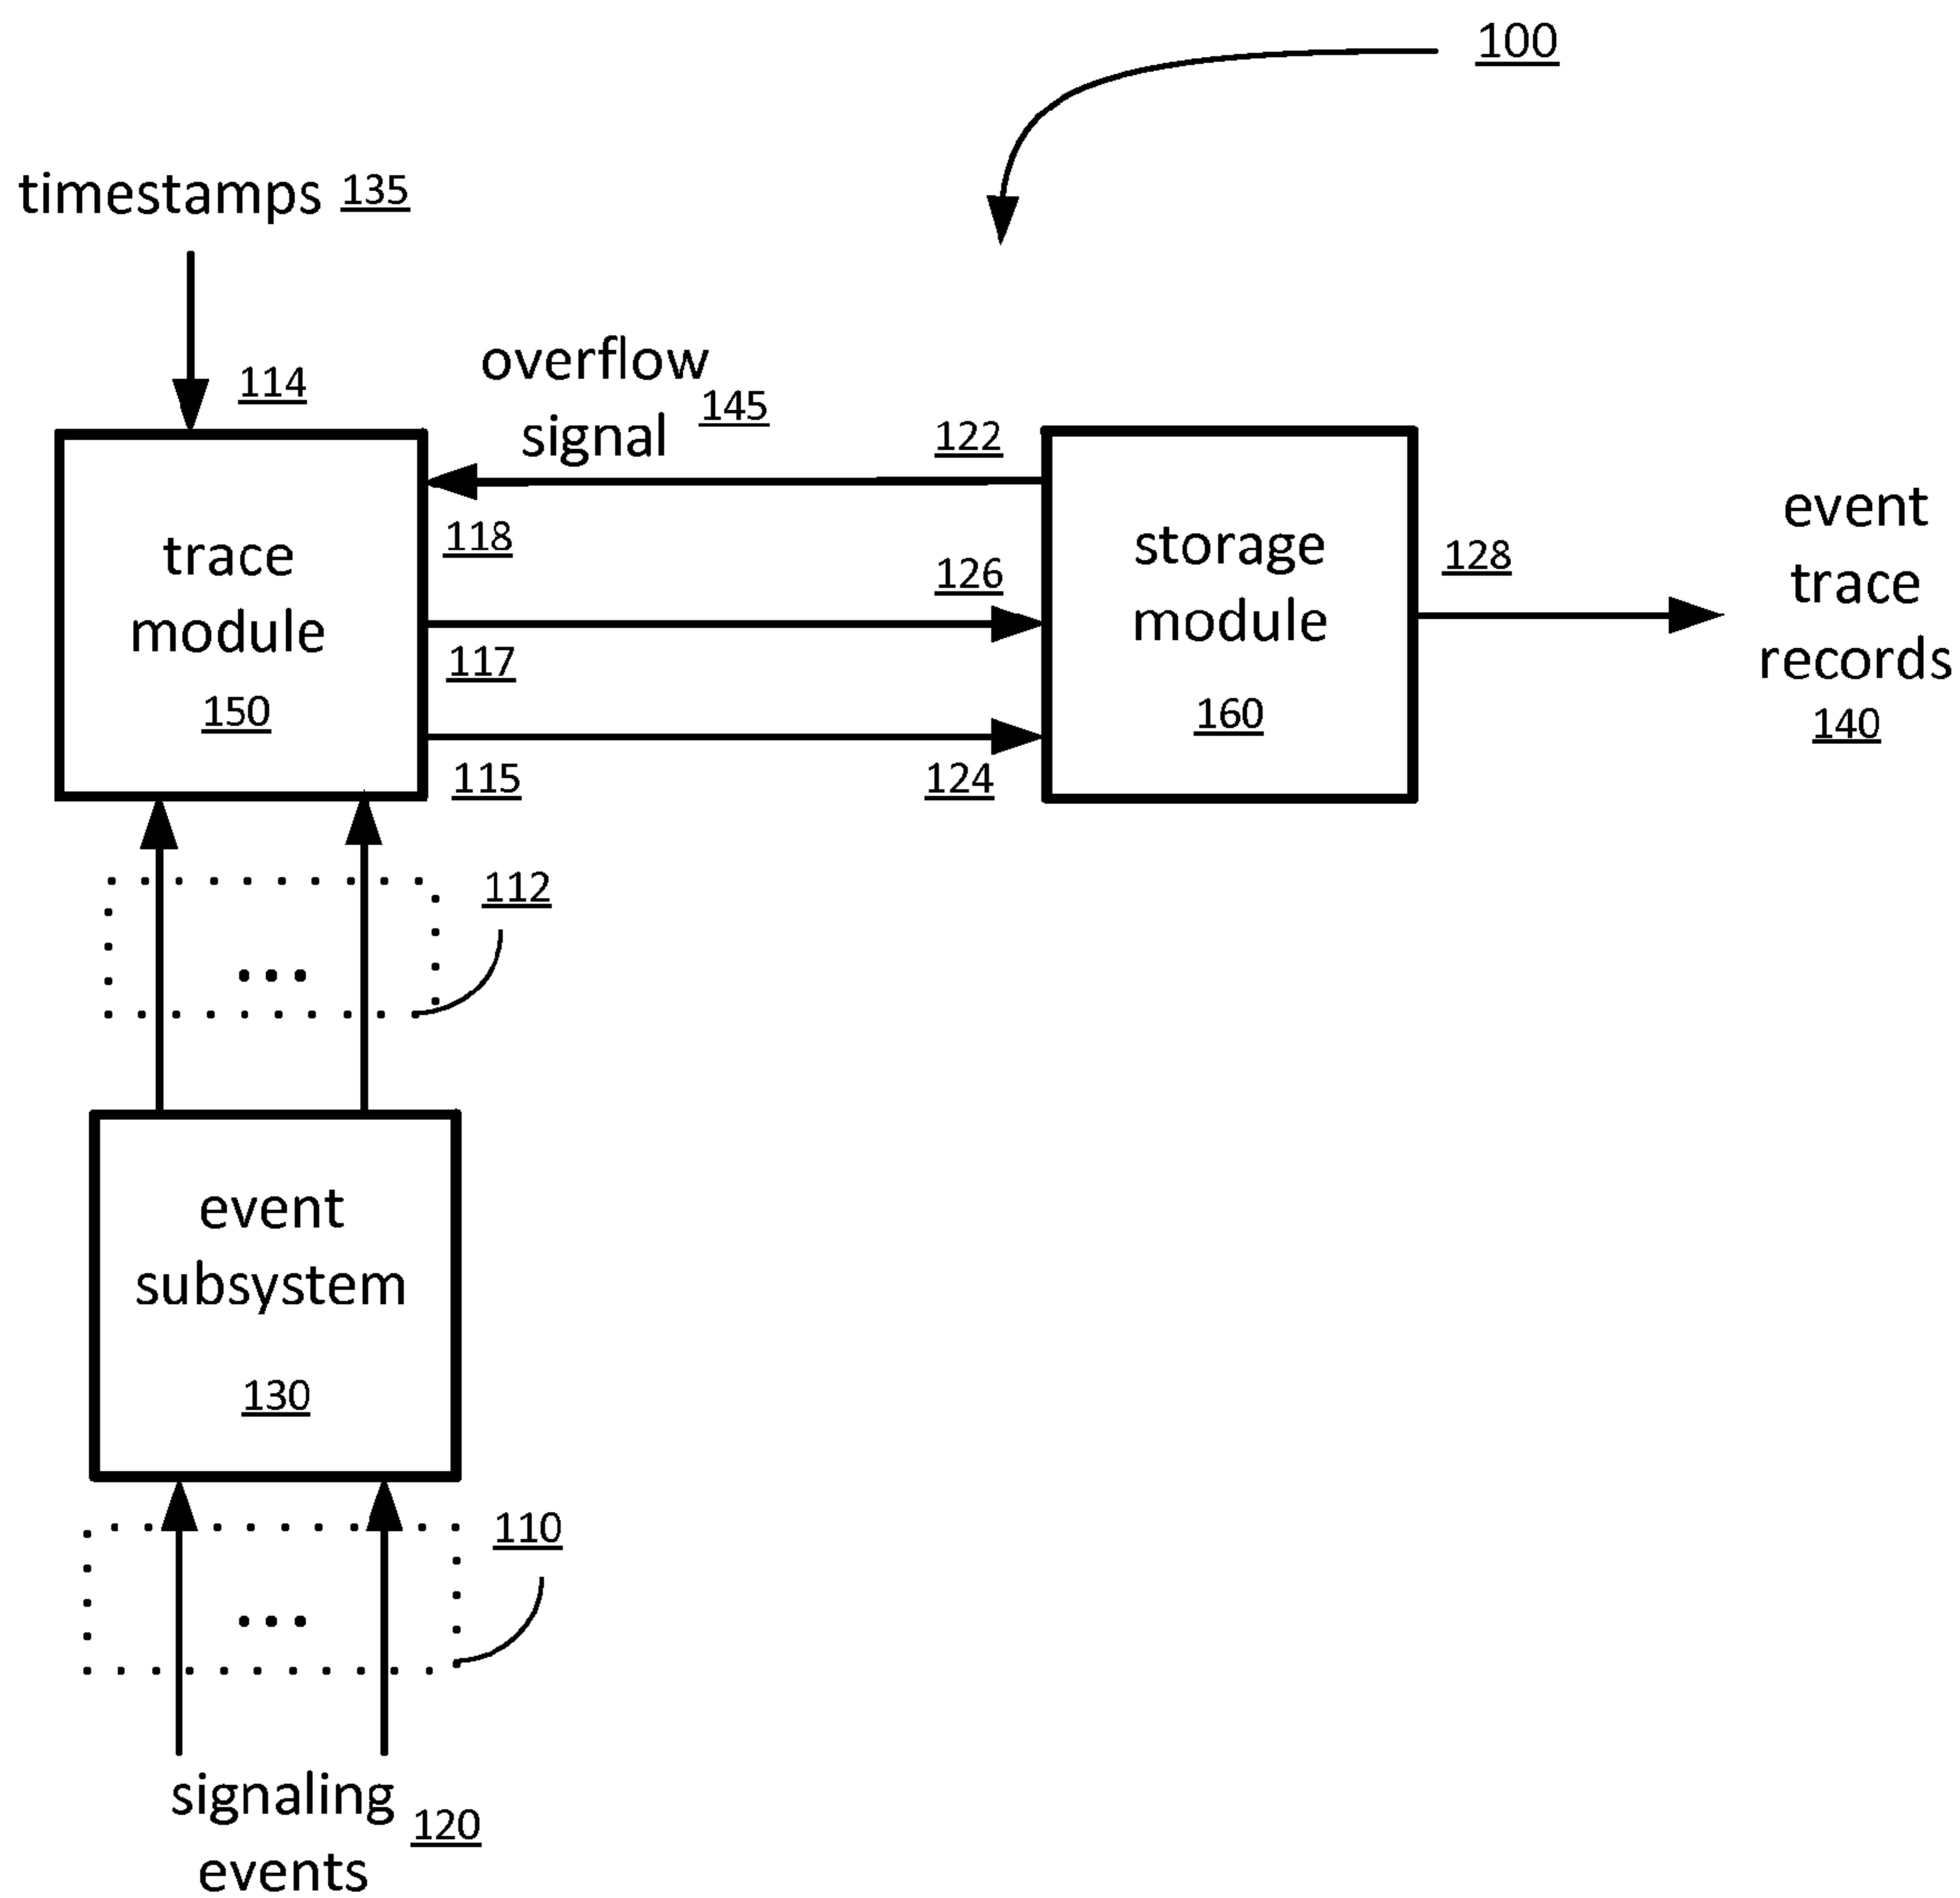 100
timestamps 135
114
overflow
signal 145
122
118
126
117
115
124
trace
module
150
storage
module
160
128
event
trace
records
140
112
...
event
subsystem
130
110
...
signaling
events 120